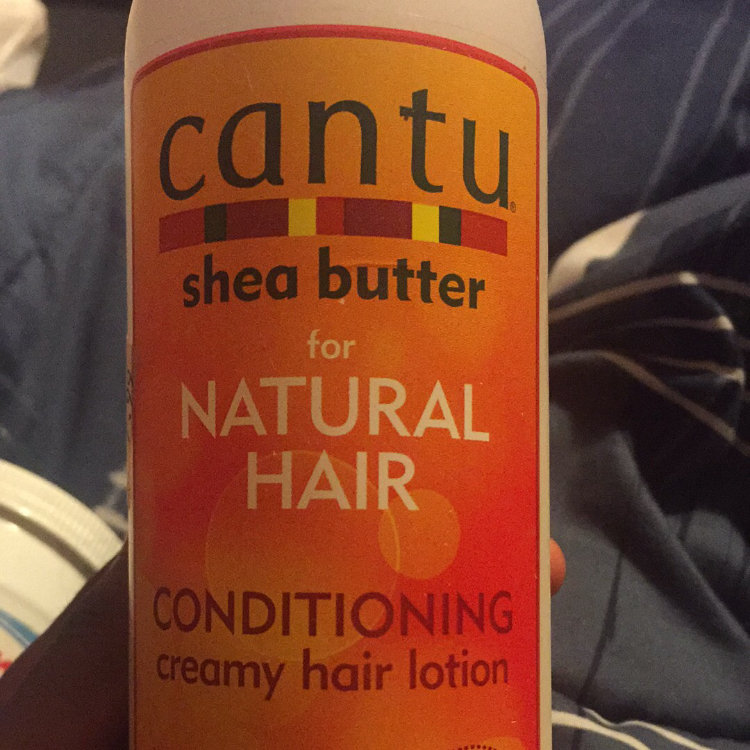 cantu®
shea butter
for
NATURAL
HAIR
CONDITIONING
creamy hair lotion